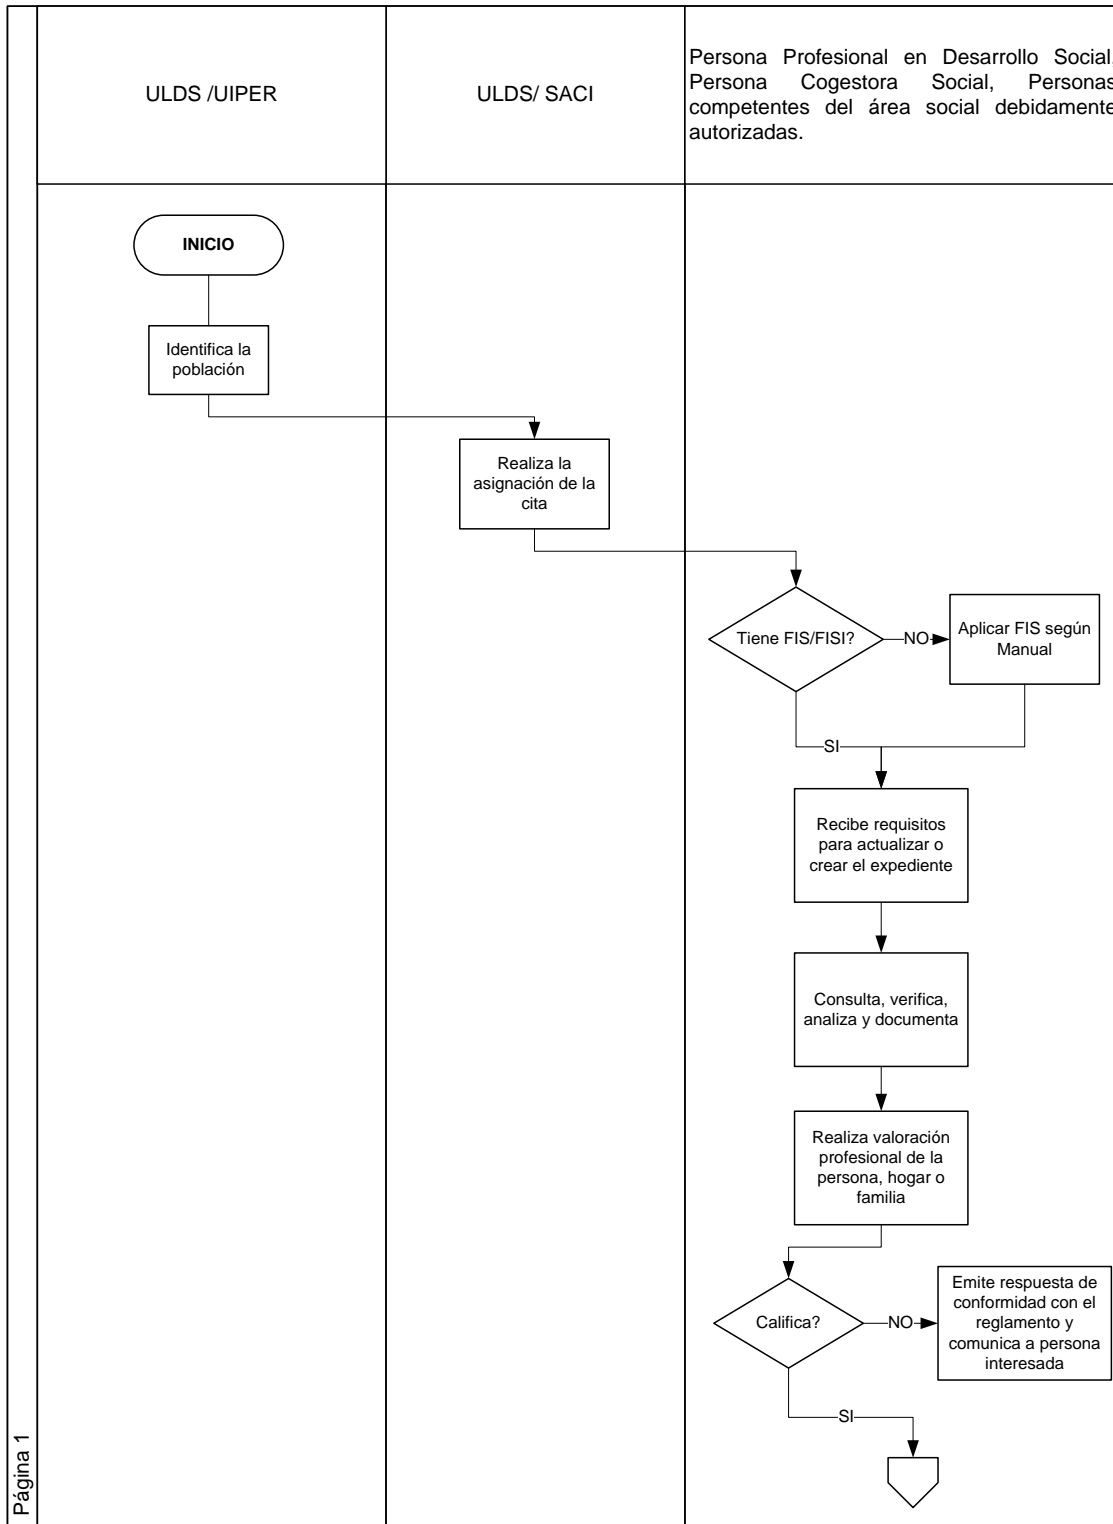 ULDS /UIPER
ULDS/ SACI
Persona Profesional en Desarrollo Social,
Persona Cogestora Social, Personas
competentes del área social debidamente
autorizadas.
INICIO
Identifica la
población
Realiza la
asignación de la
cita
Tiene FIS/FISI?
NO
Aplicar FIS según
Manual
SI
Recibe requisitos
para actualizar o
crear el expediente
Consulta, verifica,
analiza y documenta
Realiza valoración
profesional de la
persona, hogar o
familia
Califica?
NO
Emite respuesta de
conformidad con el
reglamento y
comunica a persona
interesada
SI
Página 1